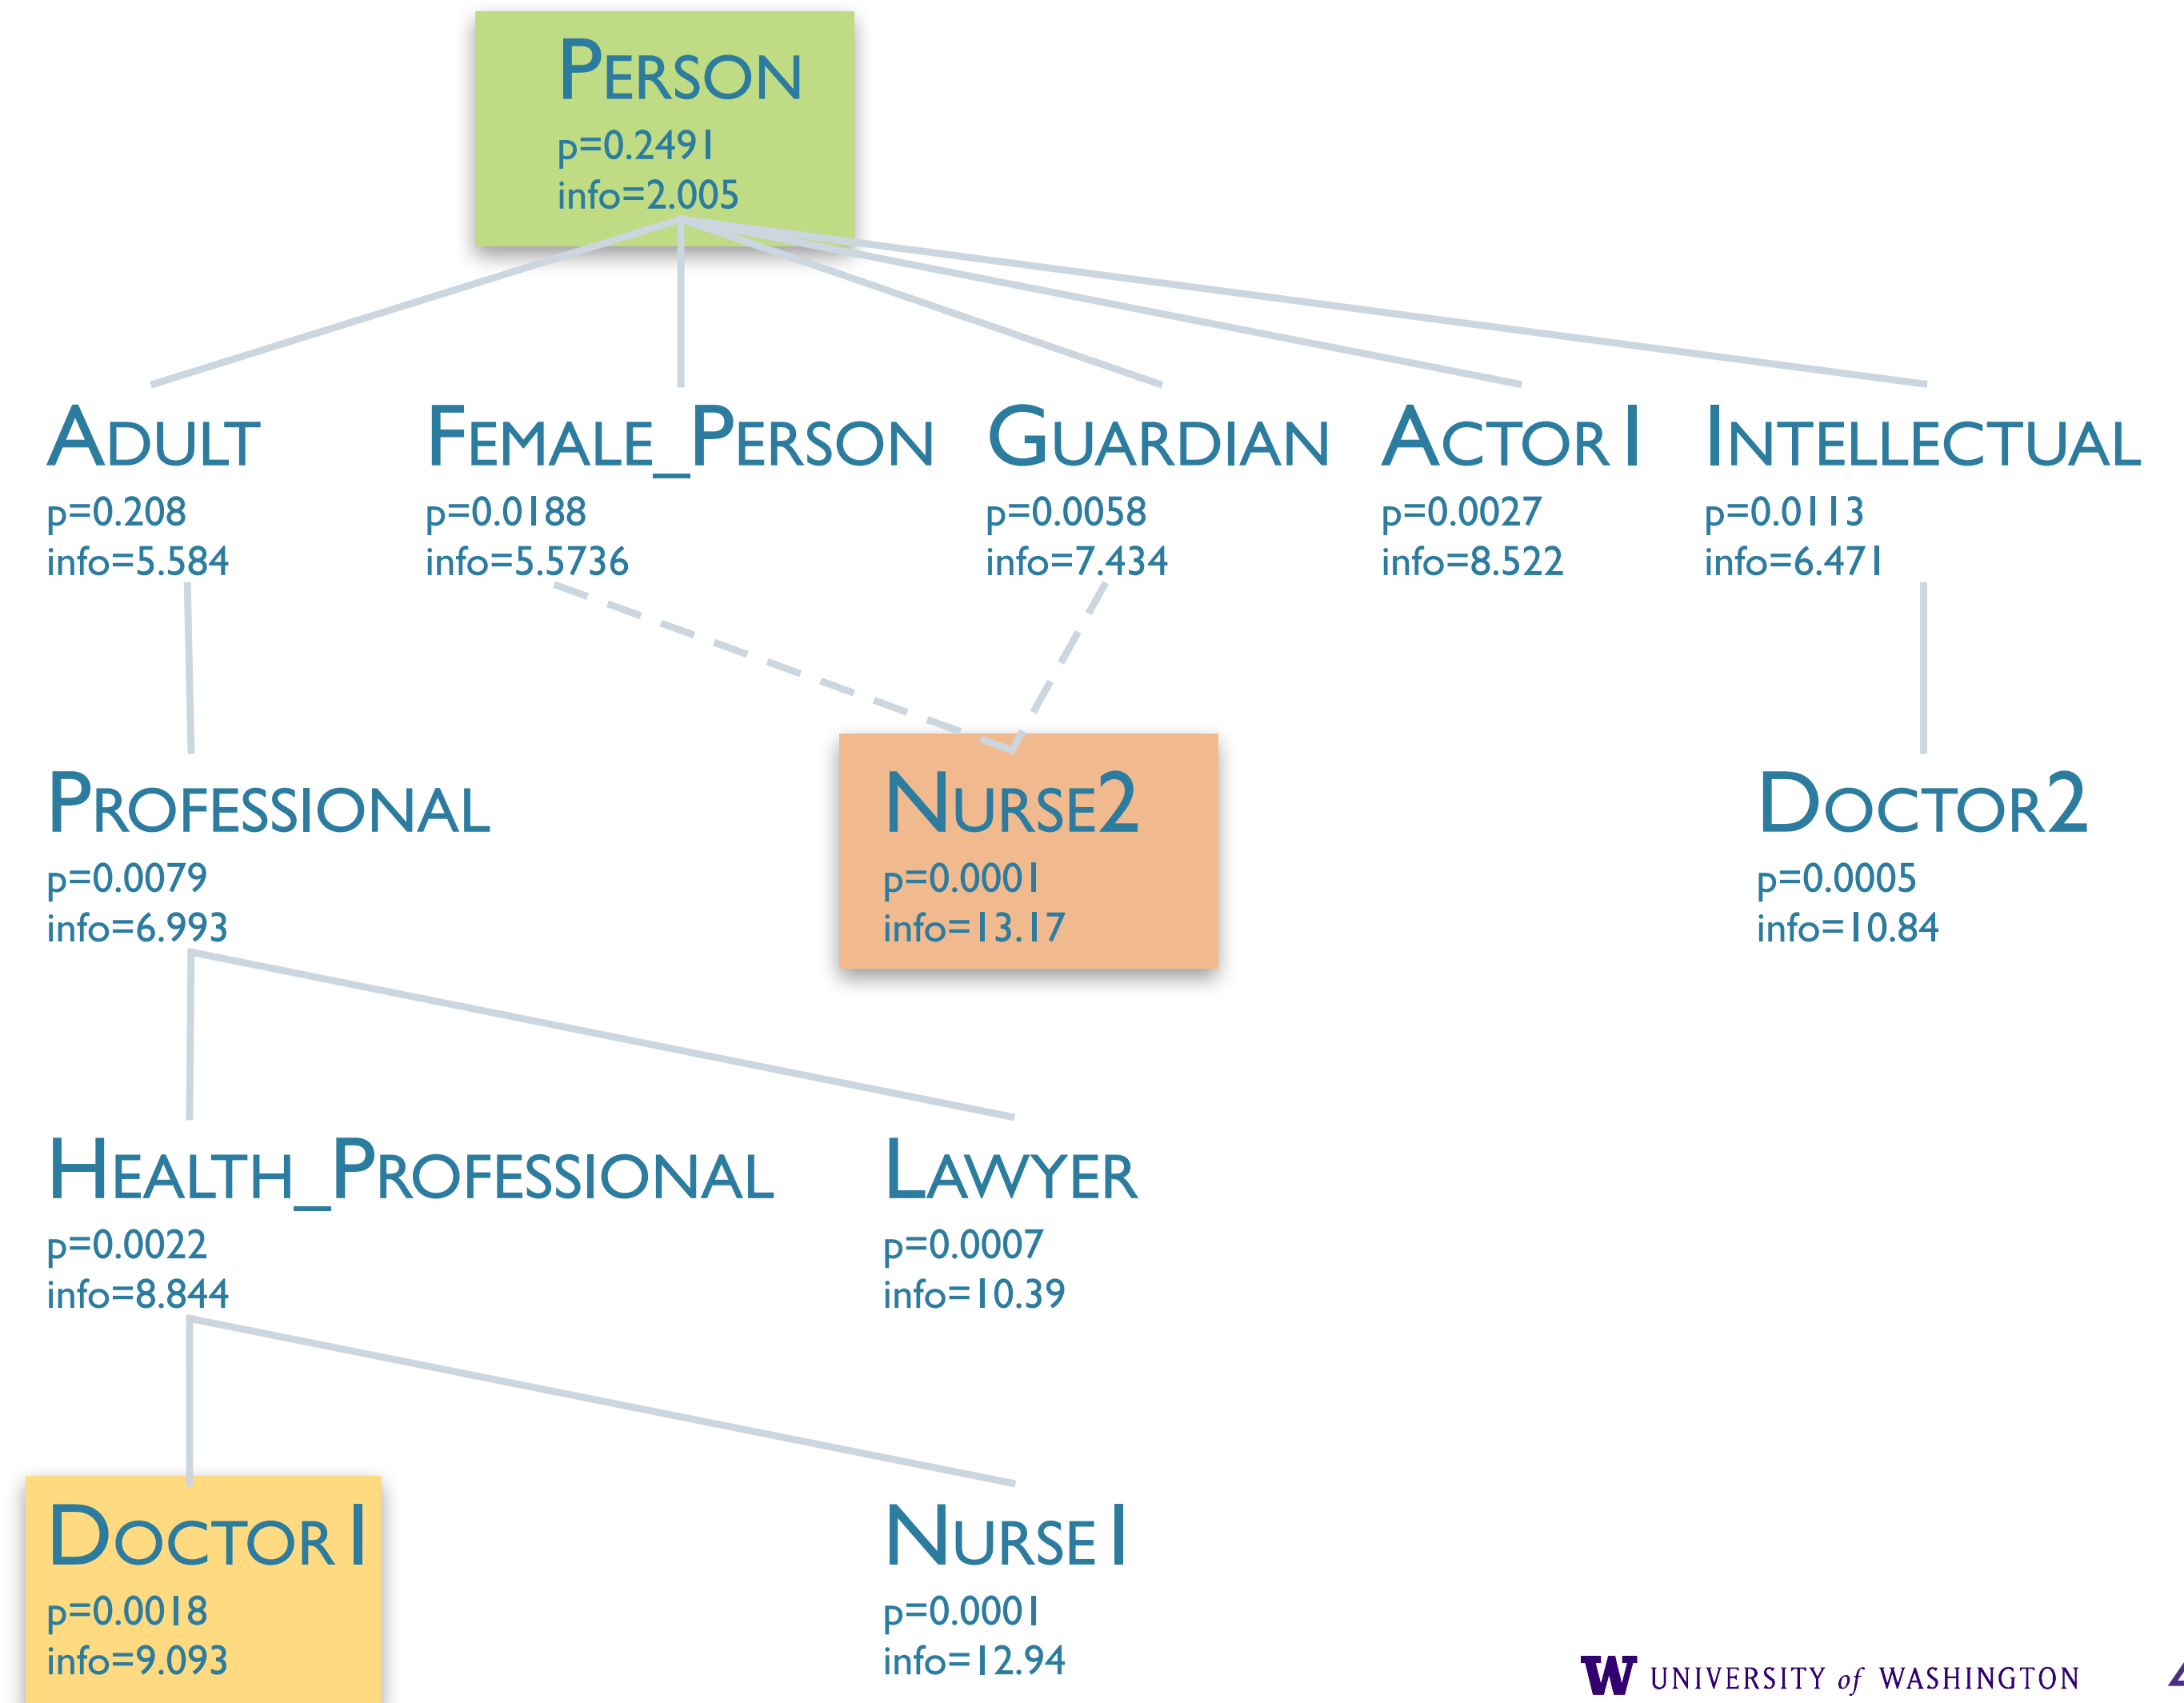 PERSON
p=0.2491
info=2.005
ADULT
p=0.208
info=5.584
FEMALE_PERSON
p=0.0188
info=5.5736
GUARDIAN
p=0.0058
info=7.434
ACTOR1
p=0.0027
info=8.522
INTELLECTUAL
p=0.0113
info=6.471
PROFESSIONAL
p=0.0079
info=6.993
NURSE2
p=0.0001
info=13.17
DOCTOR2
p=0.0005
info=10.84
HEALTH_PROFESSIONAL
p=0.0022
info=8.844
LAWYER
p=0.0007
info=10.39
DOCTOR1
p=0.0018
info=9.093
NURSE1
p=0.0001
info=12.94
W UNIVERSITY of WASHINGTON